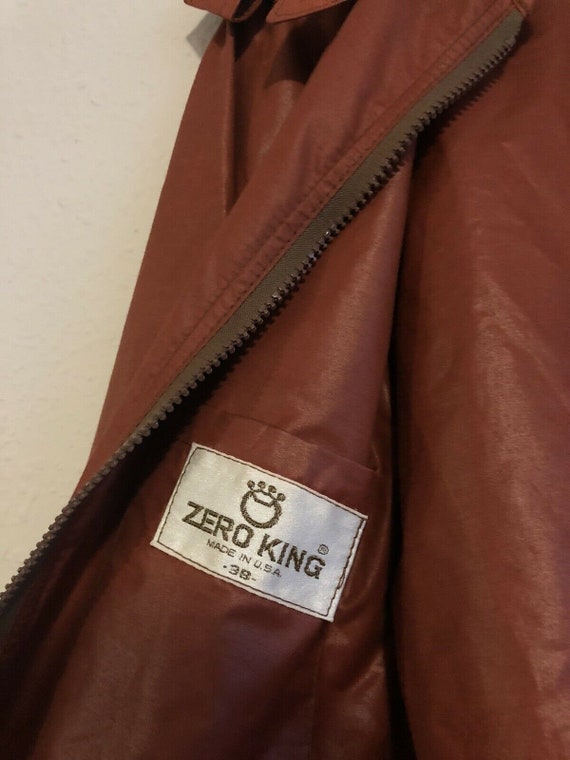 ZERO KING ®
MADE IN U.S.A.
-38-